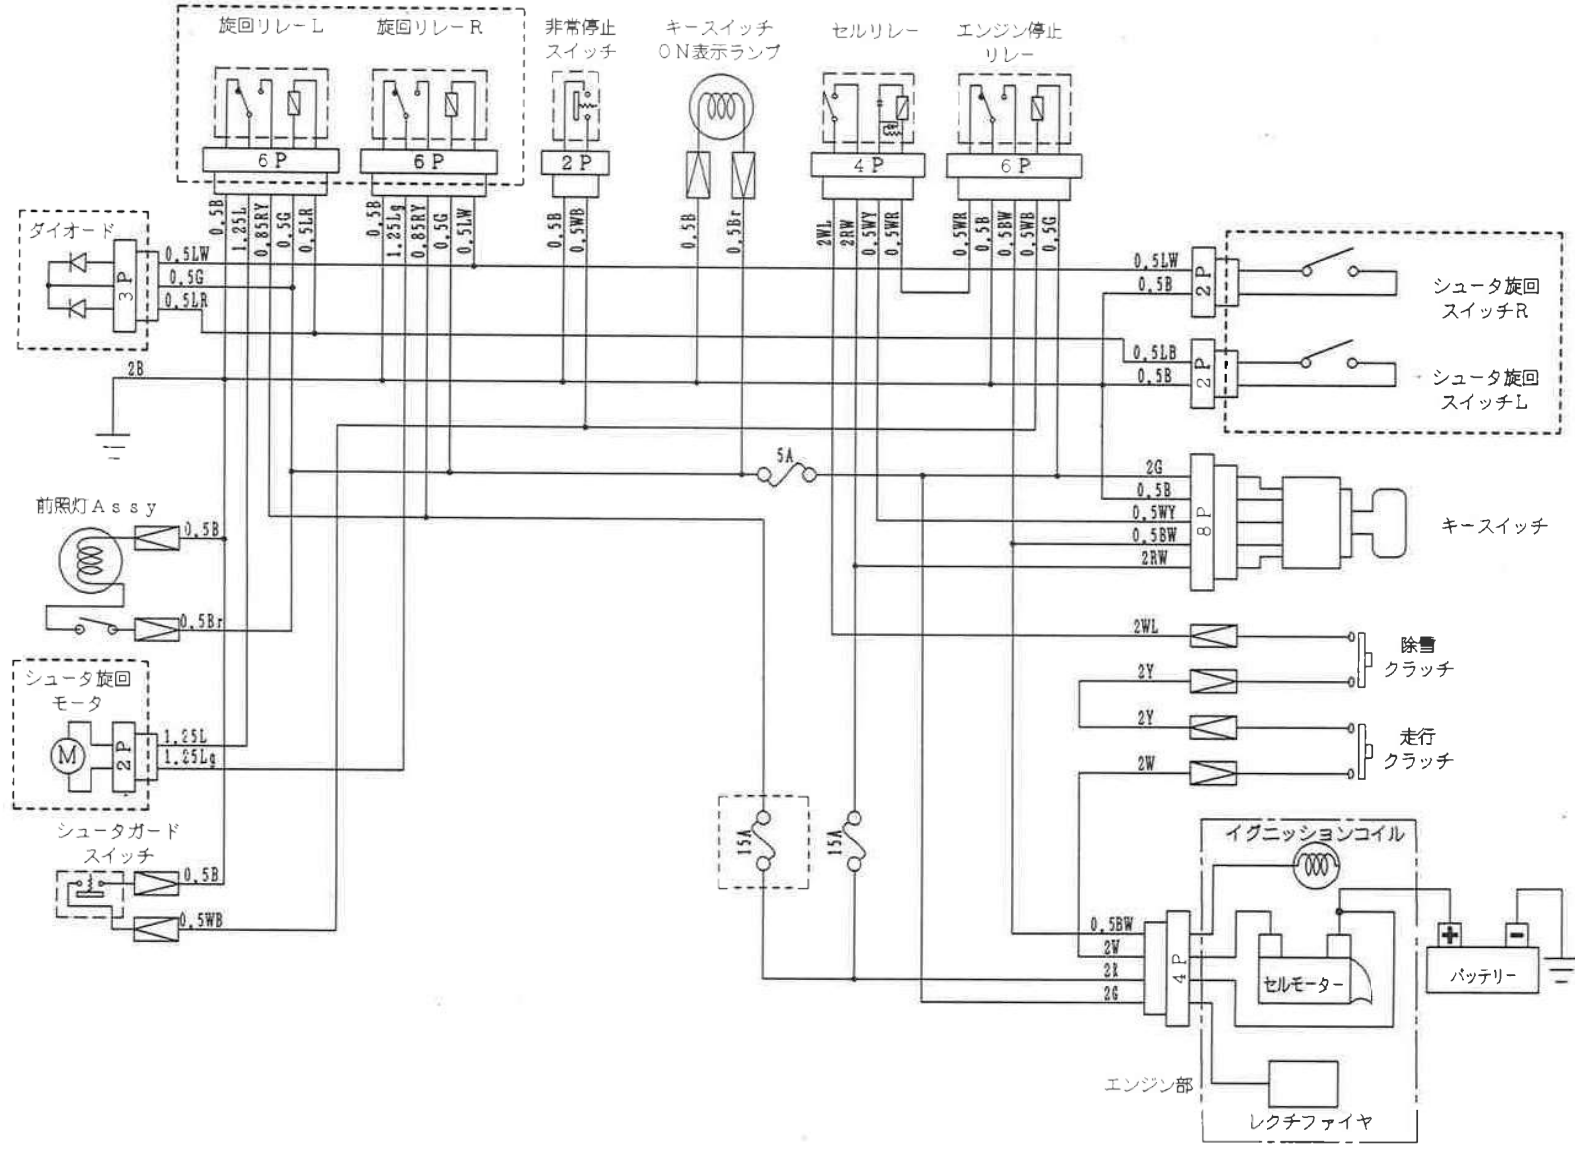 旋回リレーL
旋回リレーR
非常停止
スイッチ
キースイッチ
ON表示ランプ
セルリレー
エンジン停止
リレー
6P
6P
2P
4P
6P
0.5B
1.25L
0.85RY
0.5G
0.5LR
0.5B
1.25Lg
0.85RY
0.5G
0.5LW
0.5B
0.5WB
0.5B
0.5Br
2WL
2RW
0.5WY
0.5WR
0.5WR
0.5B
0.5BW
0.5WB
0.5G
ダイオード
3P
0.5LW
0.5G
0.5LR
2B
0.5LW
0.5B
2P
シュータ旋回
スイッチR
0.5LB
0.5B
2P
シュータ旋回
スイッチL
5A
2G
0.5B
0.5WY
0.5BW
2RW
8P
キースイッチ
前照灯Assy
0.5B
0.5Br
シュータ旋回
モータ
M
2P
1.25L
1.25Lg
シュータガード
スイッチ
0.5B
0.5WB
2WL
2Y
除雪
クラッチ
2Y
2W
走行
クラッチ
15A
15A
イグニッションコイル
0.5BW
2W
2R
2G
4P
セルモーター
+
-
バッテリー
エンジン部
レクチファイヤ